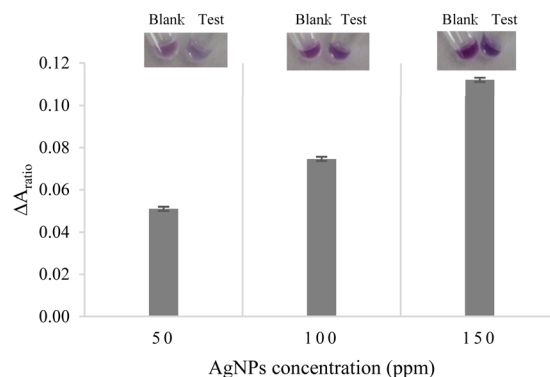 Blank Test Blank Test Blank Test
0.12
0.10
0.08
0.06
0.04
0.02
0.00
ΔAratio
50 100 150
AgNPs concentration (ppm)